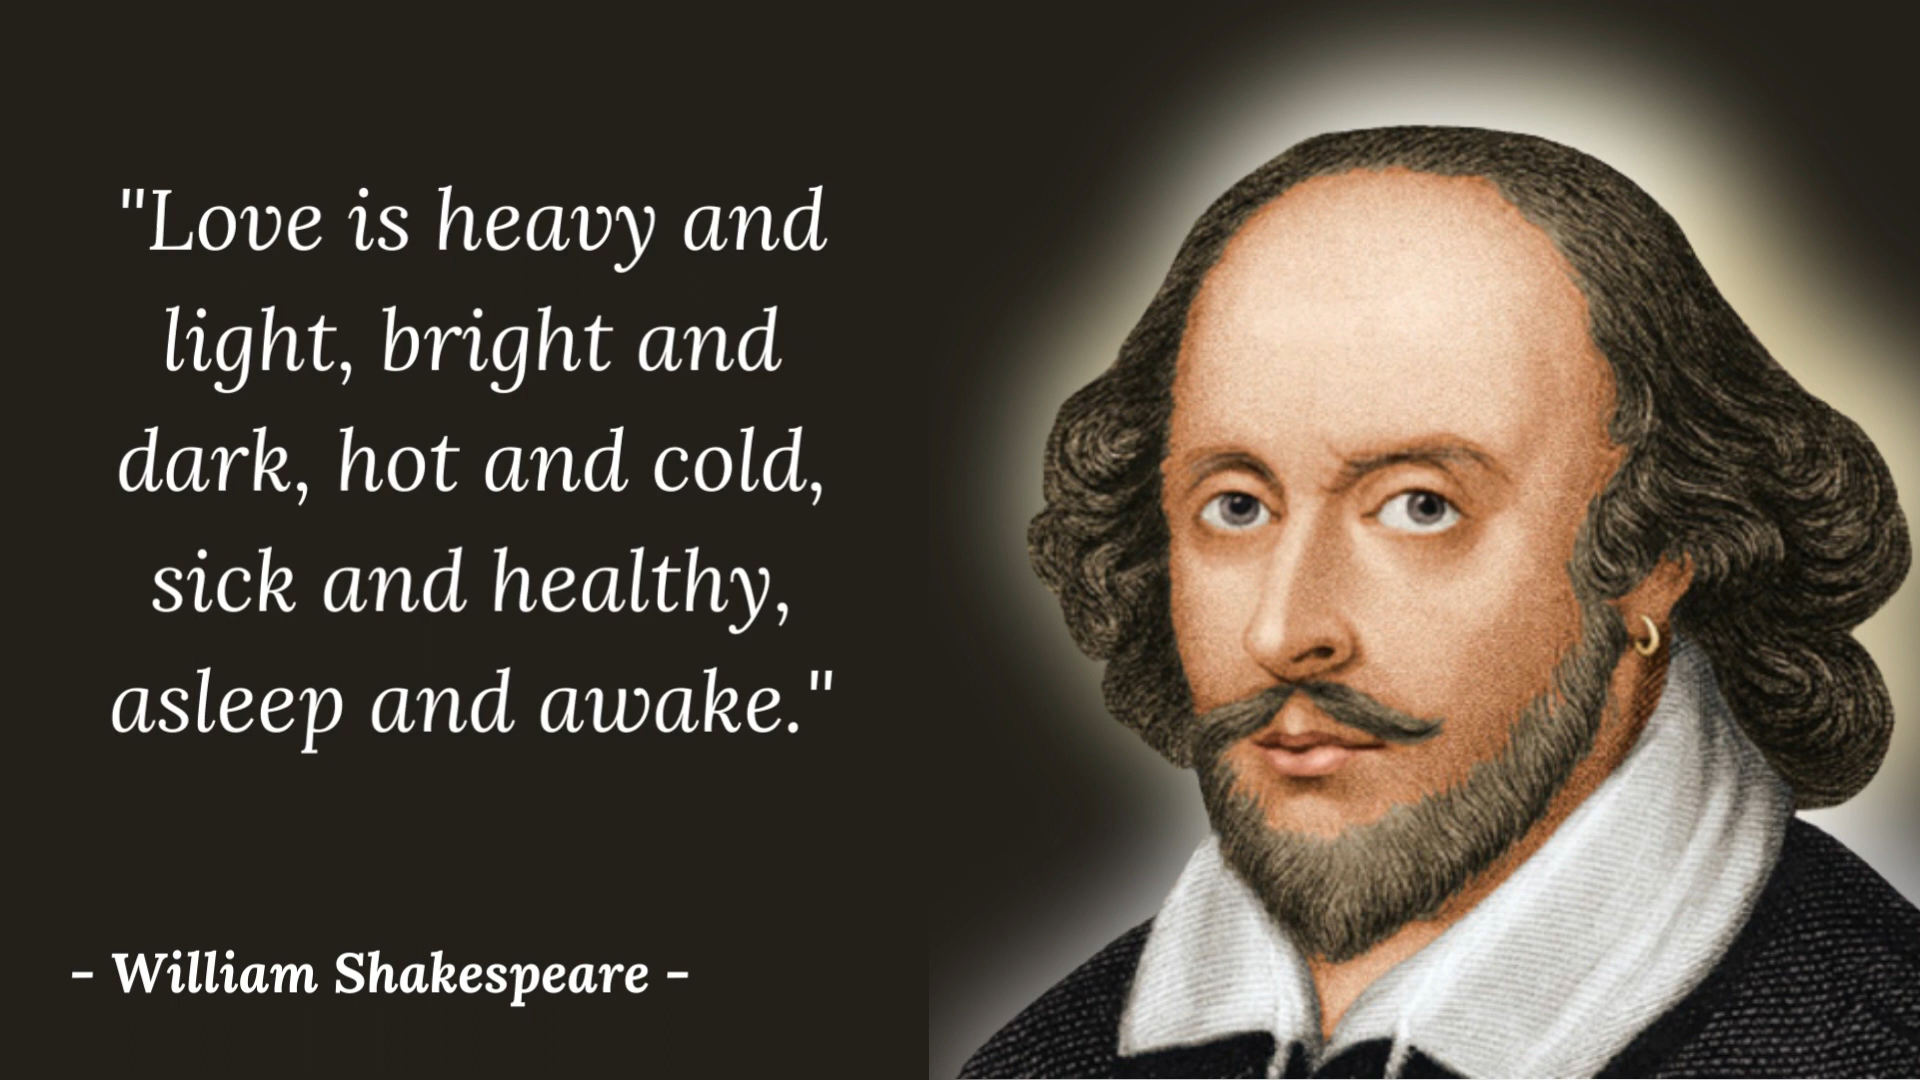 "Love is heavy and
light, bright and
dark, hot and cold,
sick and healthy,
asleep and awake."
- William Shakespeare -